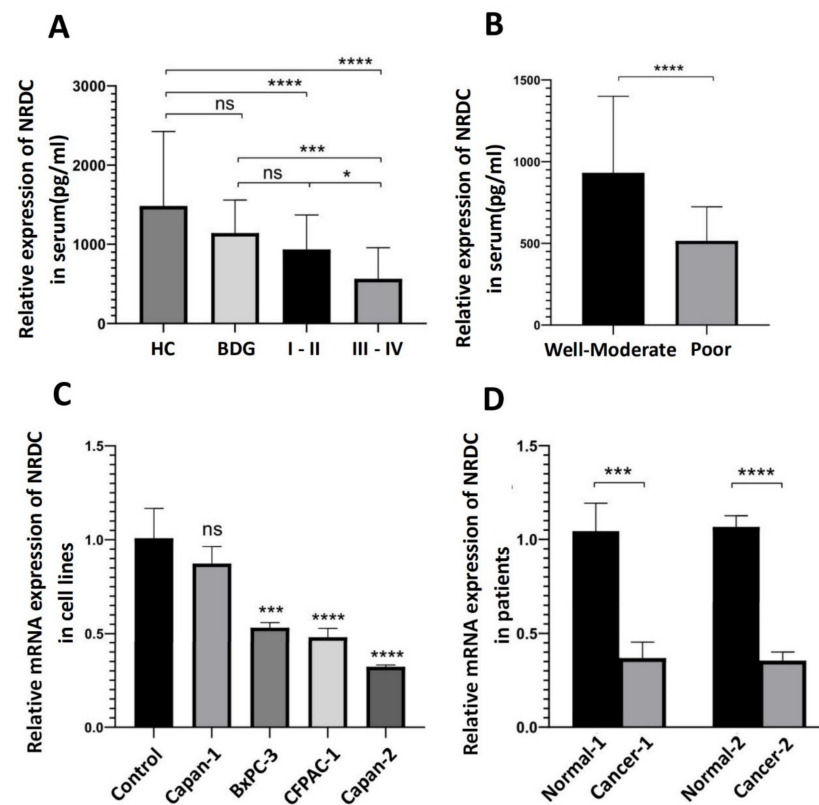 A
Relative expression of NRDC
in serum(pg/ml)
3000
2000
1000
0
****
****
ns
***
ns
*
HC
BDG
I - II
III - IV
B
Relative expression of NRDC
in serum(pg/ml)
1500
1000
500
0
****
Well-Moderate
Poor
C
Relative mRNA expression of NRDC
in cell lines
1.5
1.0
0.5
0.0
ns
***
****
****
Control
Capan-1
BxPC-3
CFPAC-1
Capan-2
D
Relative mRNA expression of NRDC
in patients
1.5
1.0
0.5
0.0
***
****
Normal-1
Cancer-1
Normal-2
Cancer-2